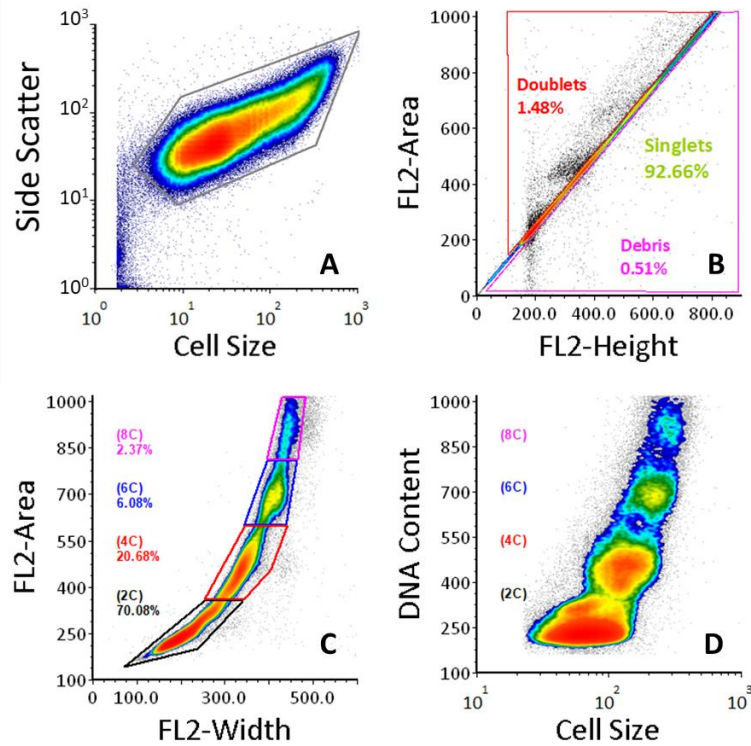 10³
10²
10¹
10⁰
10⁰
10¹
10²
10³
Side Scatter
Cell Size
A
1000
800
600
400
200
0
0
200.0
400.0
600.0
800.0
FL2-Area
FL2-Height
Doublets
1.48%
Singlets
92.66%
Debris
0.51%
B
1000
850
700
550
400
250
100
0
100.0
300.0
500.0
FL2-Area
FL2-Width
(8C)
2.37%
(6C)
6.08%
(4C)
20.68%
(2C)
70.08%
C
1000
850
700
550
400
250
100
10¹
10²
10³
DNA Content
Cell Size
(8C)
(6C)
(4C)
(2C)
D